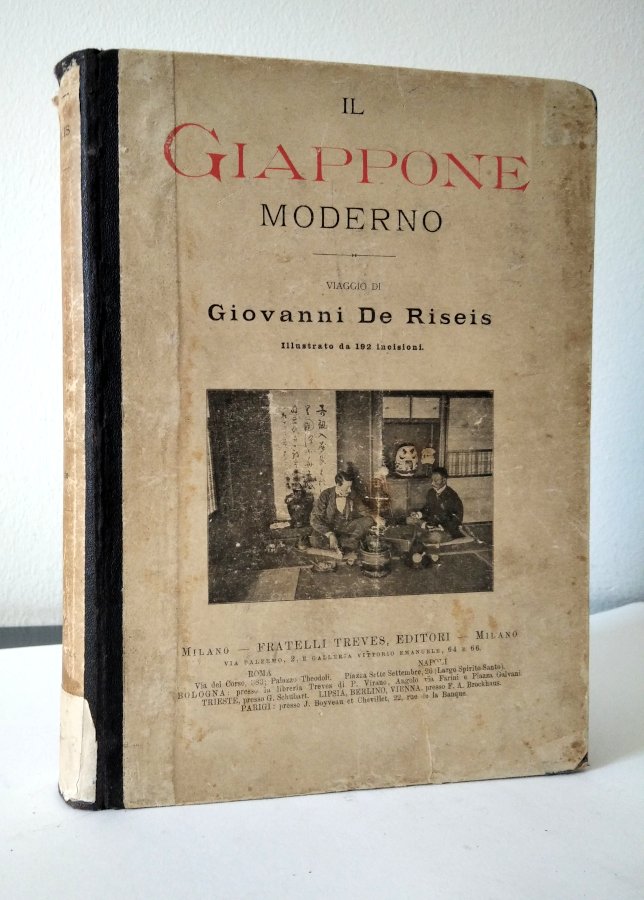 IL
GIAPPONE
MODERNO
VIAGGIO DI
Giovanni De Riseis
Illustrato da 192 incisioni.
MILANO — FRATELLI TREVES, EDITORI — MILANO
VIA PALERMO, 2, E GALLERIA VITTORIO EMANUELE, 64 E 66.
ROMA NAPOLI
Via del Corso, 383; Palazzo Theodoli. Piazza Sette Settembre, 26 (Largo Spirito Santo).
BOLOGNA: presso la libreria Treves di P. Virano, Angolo via Farini e Piazza Galvani
TRIESTE, presso G. Schubart. LIPSIA, BERLINO, VIENNA, presso F. A. Brockhaus.
PARIGI: presso J. Boyveau et Chevillet, 22, rue de la Banque.